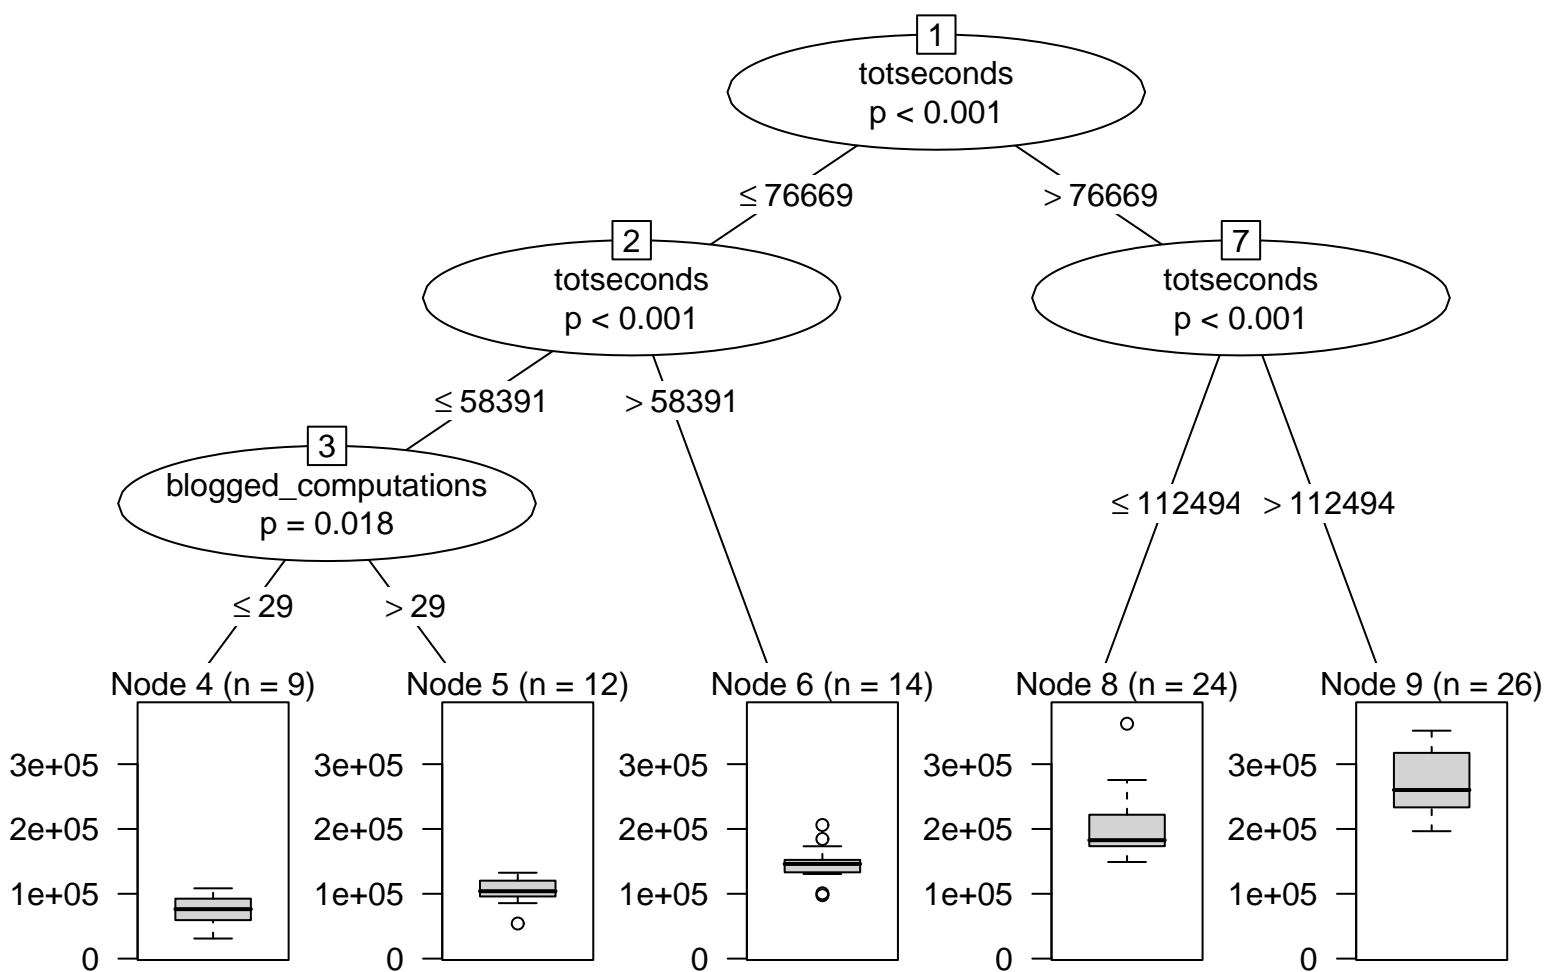 1
totseconds
p < 0.001
≤ 76669
> 76669
2
totseconds
p < 0.001
7
totseconds
p < 0.001
≤ 58391
> 58391
3
blogged_computations
p = 0.018
≤ 112494
> 112494
≤ 29
> 29
Node 4 (n = 9)
Node 5 (n = 12)
Node 6 (n = 14)
Node 8 (n = 24)
Node 9 (n = 26)
3e+05
2e+05
1e+05
0
3e+05
2e+05
1e+05
0
3e+05
2e+05
1e+05
0
3e+05
2e+05
1e+05
0
3e+05
2e+05
1e+05
0